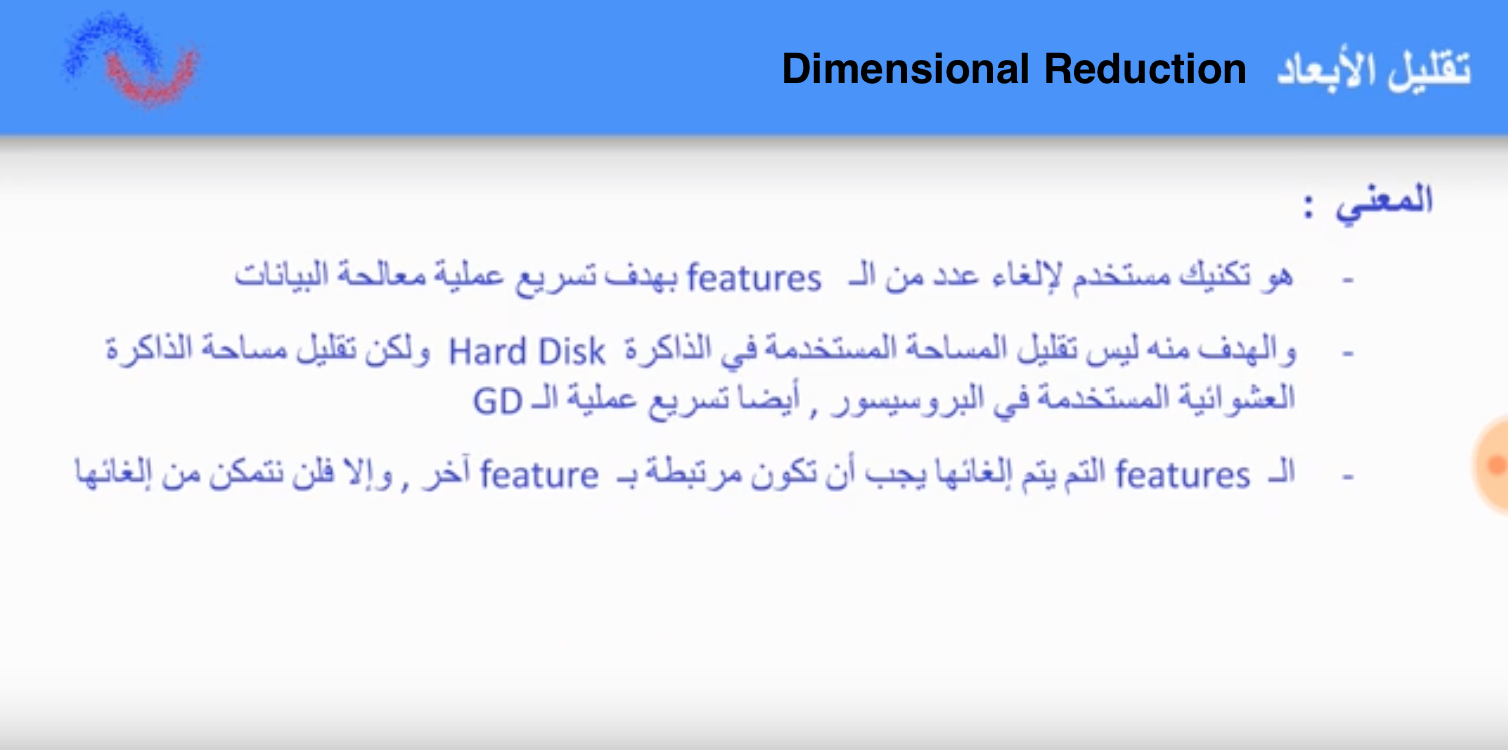 تقليل الأبعاد Dimensional Reduction
المعني :
- هو تكنيك مستخدم لإلغاء عدد من الـ features بهدف تسريع عملية معالحة البيانات
- والهدف منه ليس تقليل المساحة المستخدمة في الذاكرة Hard Disk ولكن تقليل مساحة الذاكرة
العشوائية المستخدمة في البروسيسور , أيضا تسريع عملية الـ GD
- الـ features التم يتم إلغائها يجب أن تكون مرتبطة بـ feature آخر , وإلا فلن نتمكن من إلغائها